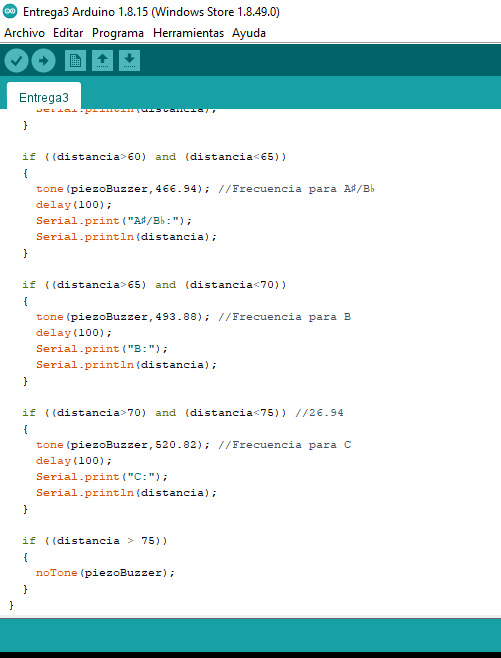 Entrega3 Arduino 1.8.15 (Windows Store 1.8.49.0)
Archivo Editar Programa Herramientas Ayuda
Entrega3
Serial.println(distancia);
}
if ((distancia>60) and (distancia<65))
{
tone(piezoBuzzer,466.94); //Frecuencia para A♯/B♭
delay(100);
Serial.print("A♯/B♭:");
Serial.println(distancia);
}
if ((distancia>65) and (distancia<70))
{
tone(piezoBuzzer,493.88); //Frecuencia para B
delay(100);
Serial.print("B:");
Serial.println(distancia);
}
if ((distancia>70) and (distancia<75)) //26.94
{
tone(piezoBuzzer,520.82); //Frecuencia para C
delay(100);
Serial.print("C:");
Serial.println(distancia);
}
if ((distancia > 75))
{
noTone(piezoBuzzer);
}
}